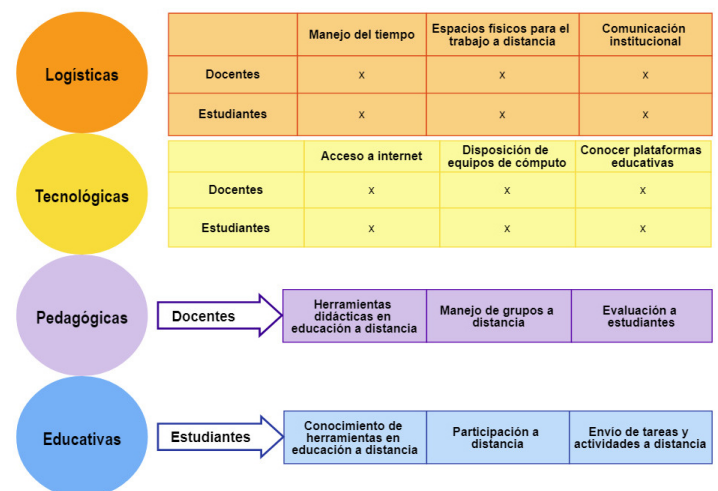 Logísticas
Manejo del tiempo
Espacios físicos para el
trabajo a distancia
Comunicación
institucional
Docentes x x x
Estudiantes x x x
Tecnológicas
Acceso a internet
Disposición de
equipos de cómputo
Conocer plataformas
educativas
Docentes x x x
Estudiantes x x x
Pedagógicas
Docentes
Herramientas
didácticas en
educación a distancia
Manejo de grupos a
distancia
Evaluación a
estudiantes
Educativas
Estudiantes
Conocimiento de
herramientas en
educación a distancia
Participación a
distancia
Envio de tareas y
actividades a distancia